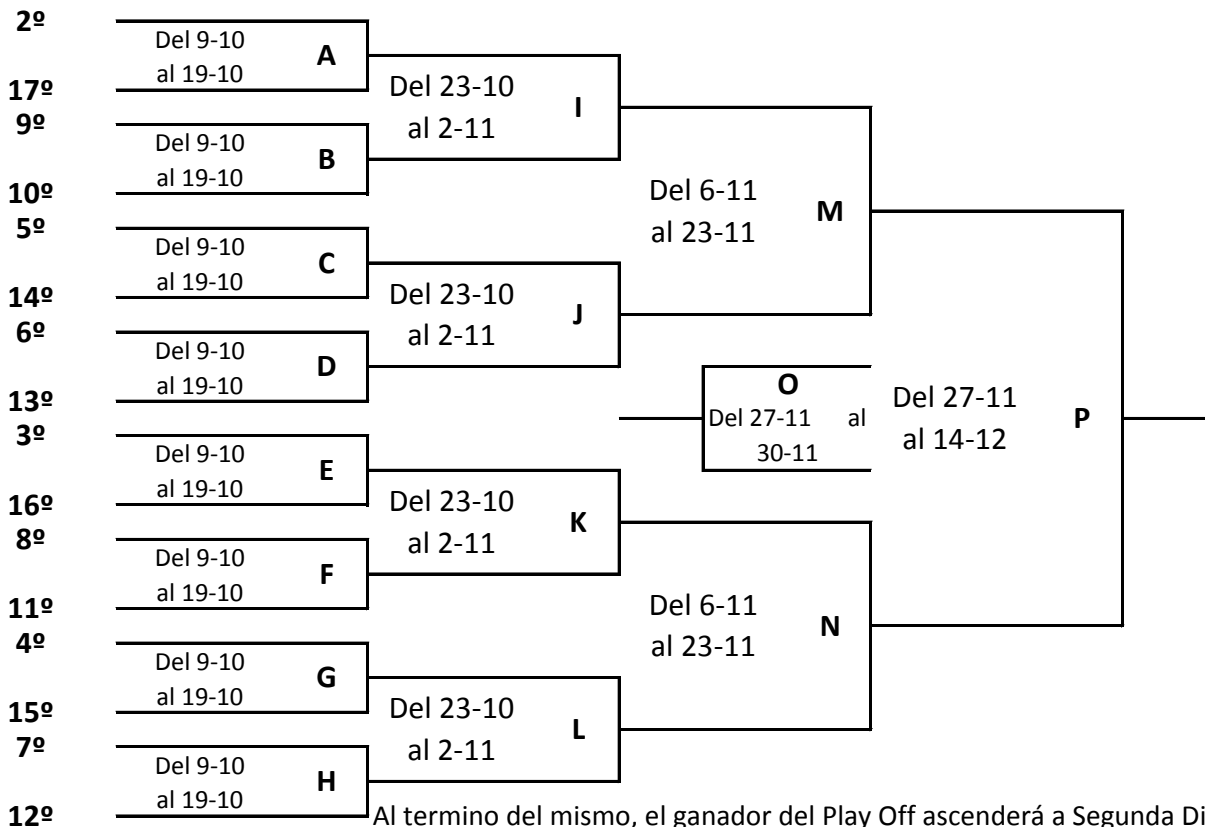 2º
Del 9-10
al 19-10
A
17º
9º
Del 9-10
al 19-10
B
10º
5º
Del 9-10
al 19-10
C
14º
6º
Del 9-10
al 19-10
D
13º
3º
Del 9-10
al 19-10
E
16º
8º
Del 9-10
al 19-10
F
11º
4º
Del 9-10
al 19-10
G
15º
7º
Del 9-10
al 19-10
H
12º
Del 23-10
al 2-11
I
Del 23-10
al 2-11
J
Del 23-10
al 2-11
K
Del 23-10
al 2-11
L
Del 6-11
al 23-11
M
Del 6-11
al 23-11
N
O
Del 27-11 al
30-11
Del 27-11
al 14-12
P
Al termino del mismo, el ganador del Play Off ascenderá a Segunda Di